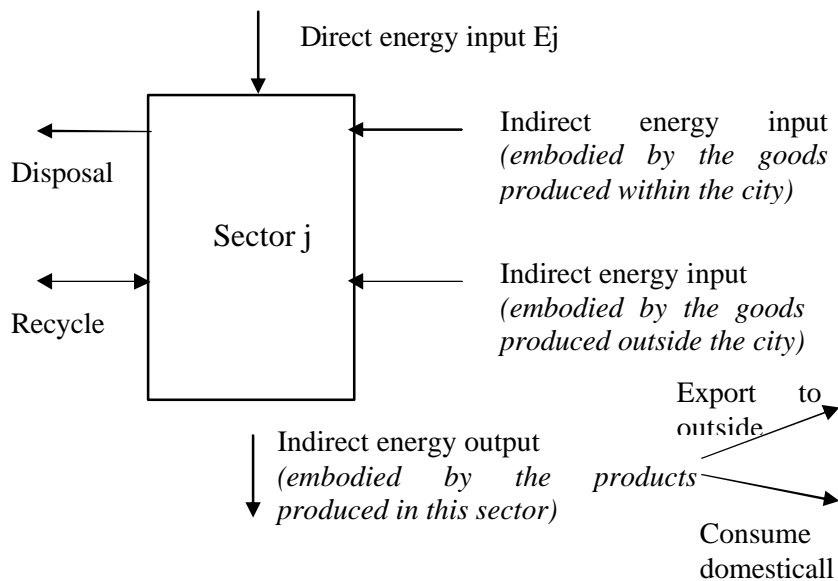 Direct energy input Ej
Indirect energy input
(embodied by the goods
produced within the city)
Disposal
Sector j
Indirect energy input
(embodied by the goods
produced outside the city)
Recycle
Export to
outside
Indirect energy output
(embodied by the products
produced in this sector)
Consume
domesticall